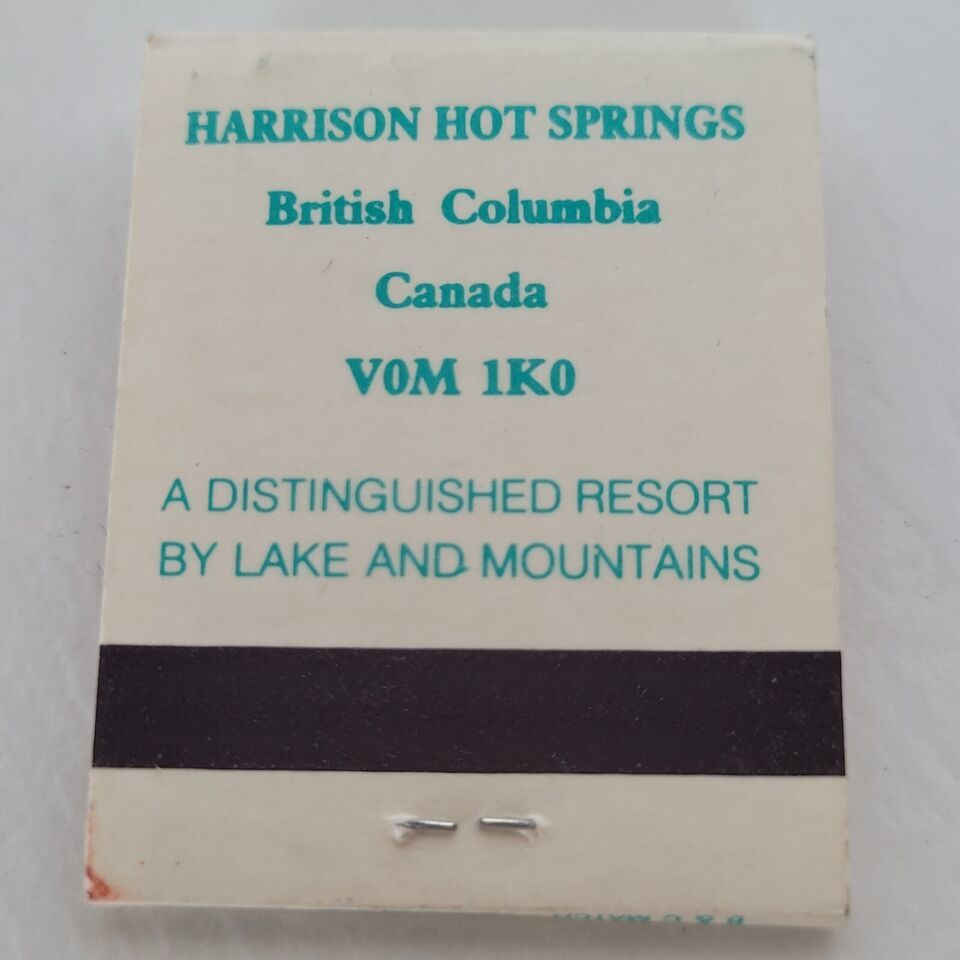 HARRISON HOT SPRINGS
British Columbia
Canada
V0M 1K0
A DISTINGUISHED RESORT
BY LAKE AND MOUNTAINS